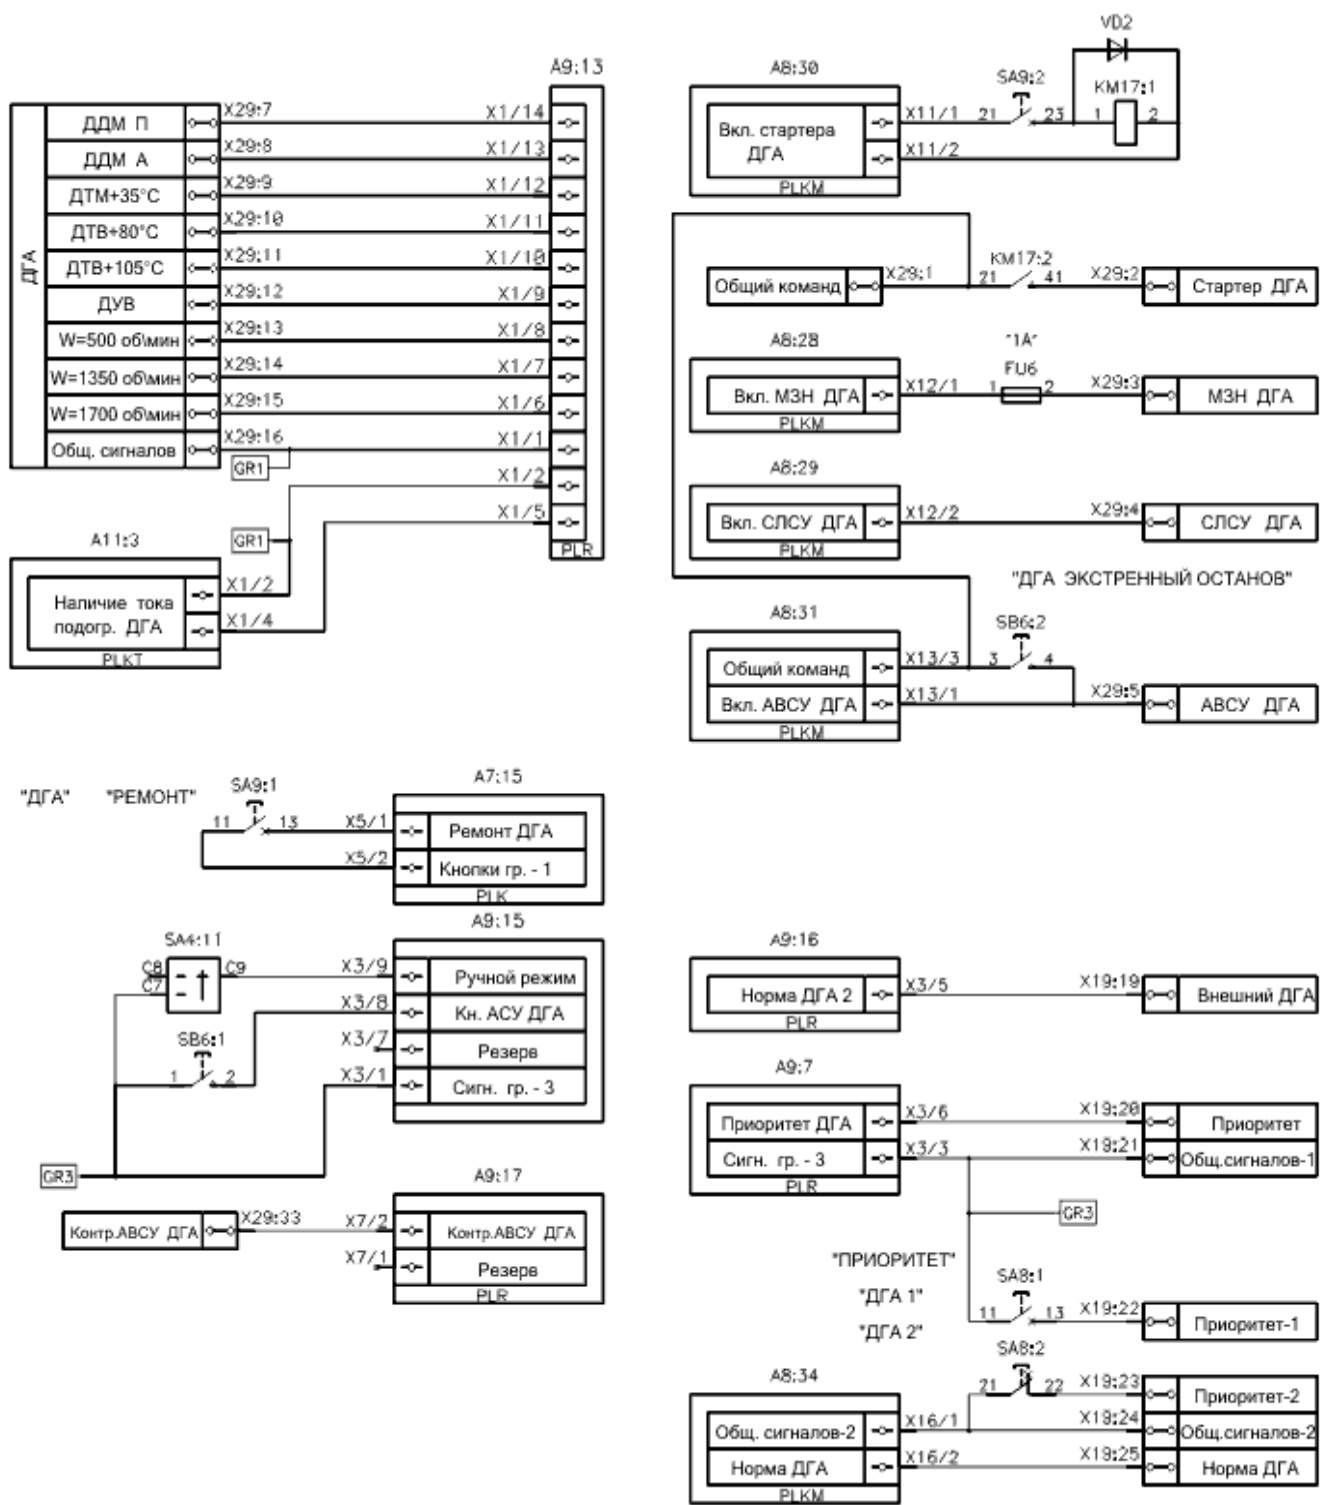 A9:13
ДГА
ДДМ П
X29:7
X1/14
ДДМ А
X29:8
X1/13
ДТМ+35°С
X29:9
X1/12
ДТВ+80°С
X29:10
X1/11
ДТВ+105°С
X29:11
X1/10
ДУВ
X29:12
X1/9
W=500 об\мин
X29:13
X1/8
W=1350 об\мин
X29:14
X1/7
W=1700 об\мин
X29:15
X1/6
Общ. сигналов
X29:16
X1/1
GR1
X1/2
X1/5
GR1
PLR
A11:3
Наличие тока
подогр. ДГА
X1/2
X1/4
PLKT
VD2
A8:30
SA9:2
KM17:1
Вкл. стартера
ДГА
X11/1
21
23
1
2
X11/2
PLKM
KM17:2
Общий команд
X29:1
21
41
X29:2
Стартер ДГА
A8:28
"1A"
FU6
Вкл. МЗН ДГА
X12/1
1
2
X29:3
МЗН ДГА
PLKM
A8:29
Вкл. СЛСУ ДГА
X12/2
X29:4
СЛСУ ДГА
PLKM
"ДГА ЭКСТРЕННЫЙ ОСТАНОВ"
A8:31
SB6:2
Общий команд
X13/3
3
4
Вкл. АВСУ ДГА
X13/1
X29:5
АВСУ ДГА
PLKM
"ДГА" "РЕМОНТ"
SA9:1
A7:15
11
13
X5/1
Ремонт ДГА
X5/2
Кнопки гр. - 1
PLK
SA4:11
A9:15
C8
C7
C9
X3/9
Ручной режим
X3/8
Кн. АСУ ДГА
SB6:1
X3/7
Резерв
1
2
X3/1
Сигн. гр. - 3
GR3
A9:17
Контр.АВСУ ДГА
X29:33
X7/2
Контр.АВСУ ДГА
X7/1
Резерв
PLR
A9:16
Норма ДГА 2
X3/5
X19:19
Внешний ДГА
PLR
A9:7
Приоритет ДГА
X3/6
X19:20
Приоритет
Сигн. гр. - 3
X3/3
X19:21
Общ.сигналов-1
PLR
GR3
"ПРИОРИТЕТ"
"ДГА 1"
"ДГА 2"
SA8:1
11
13
X19:22
Приоритет-1
SA8:2
A8:34
21
22
X19:23
Приоритет-2
Общ. сигналов-2
X16/1
X19:24
Общ.сигналов-2
Норма ДГА
X16/2
X19:25
Норма ДГА
PLKM